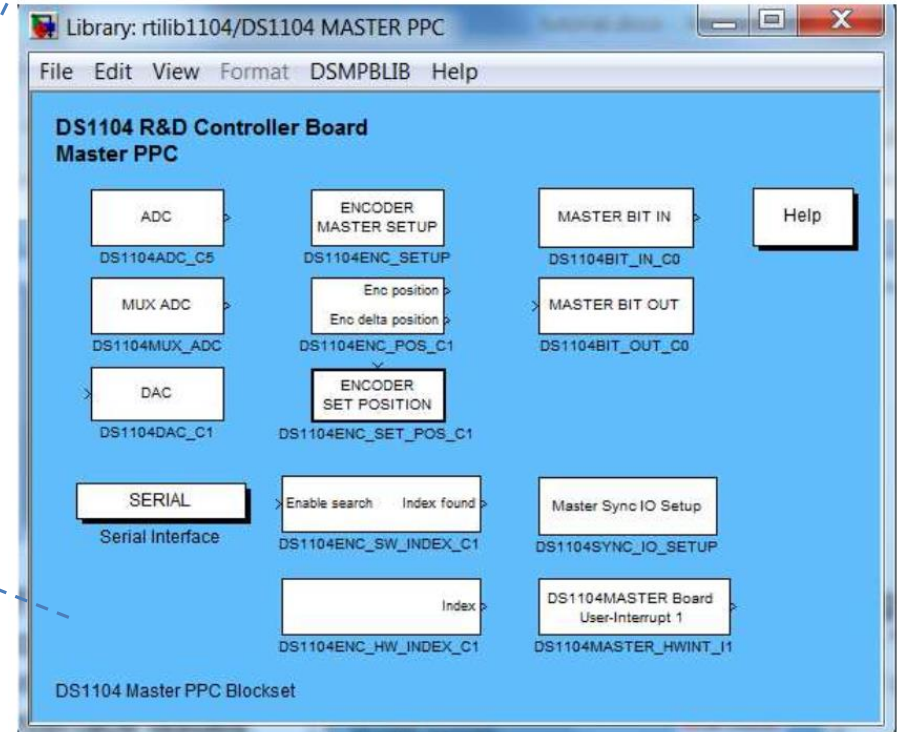 Library: rtilib1104/DS1104 MASTER PPC
File Edit View Format DSMPBLIB Help
DS1104 R&D Controller Board
Master PPC
ADC
DS1104ADC_C5
ENCODER
MASTER SETUP
DS1104ENC_SETUP
MASTER BIT IN
DS1104BIT_IN_C0
Help
MUX ADC
DS1104MUX_ADC
Enc position
Enc delta position
DS1104ENC_POS_C1
MASTER BIT OUT
DS1104BIT_OUT_C0
DAC
DS1104DAC_C1
ENCODER
SET POSITION
DS1104ENC_SET_POS_C1
SERIAL
Serial Interface
Enable search Index found
DS1104ENC_SW_INDEX_C1
Master Sync IO Setup
DS1104SYNC_IO_SETUP
Index
DS1104ENC_HW_INDEX_C1
DS1104MASTER Board
User-Interrupt 1
DS1104MASTER_HWINT_I1
DS1104 Master PPC Blockset